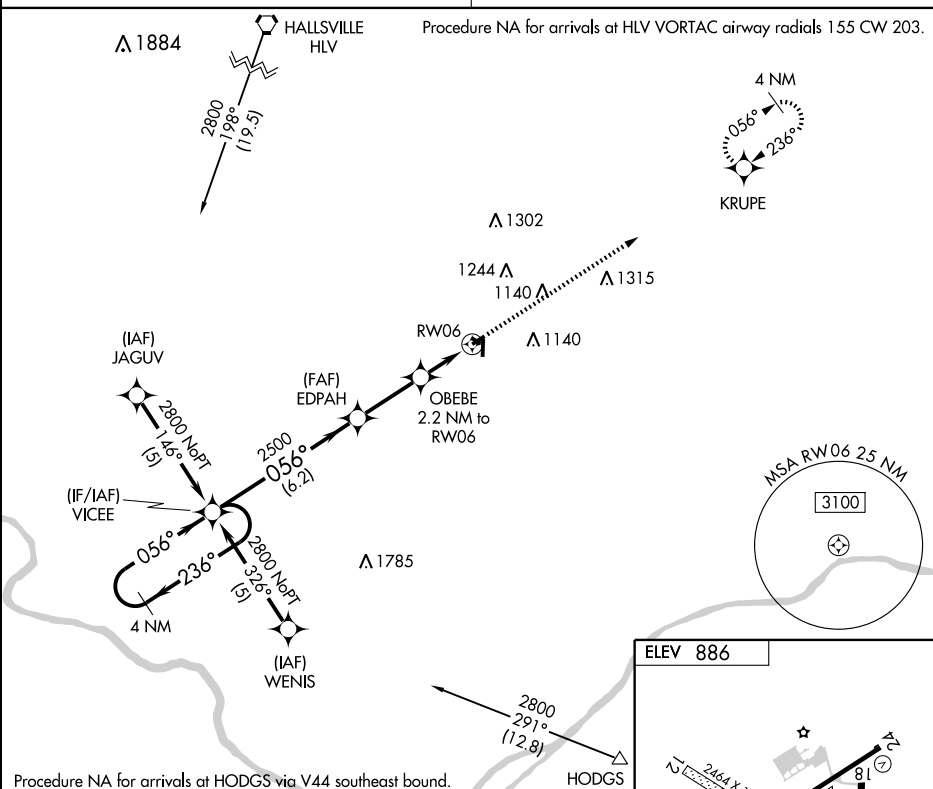 HALLSVILLE
HLV
Procedure NA for arrivals at HLV VORTAC airway radials 155 CW 203.
1884
2800
198°
(19.5)
4 NM
056°
236°
KRUPE
1302
1244
1140
1315
RW06
1140
(IAF)
JAGUV
(FAF)
EDPAH
OBEBE
2.2 NM to
RW06
2800 NoPT
146°
(5)
2500
056°
(6.2)
MSA RW06 25 NM
3100
(IF/IAF)
VICEE
056°
236°
2800 NoPT
326°
(5)
1785
4 NM
(IAF)
WENIS
ELEV 886
2800
291°
(12.8)
HODGS
Procedure NA for arrivals at HODGS via V44 southeast bound.
12
2464 X
24
18
V